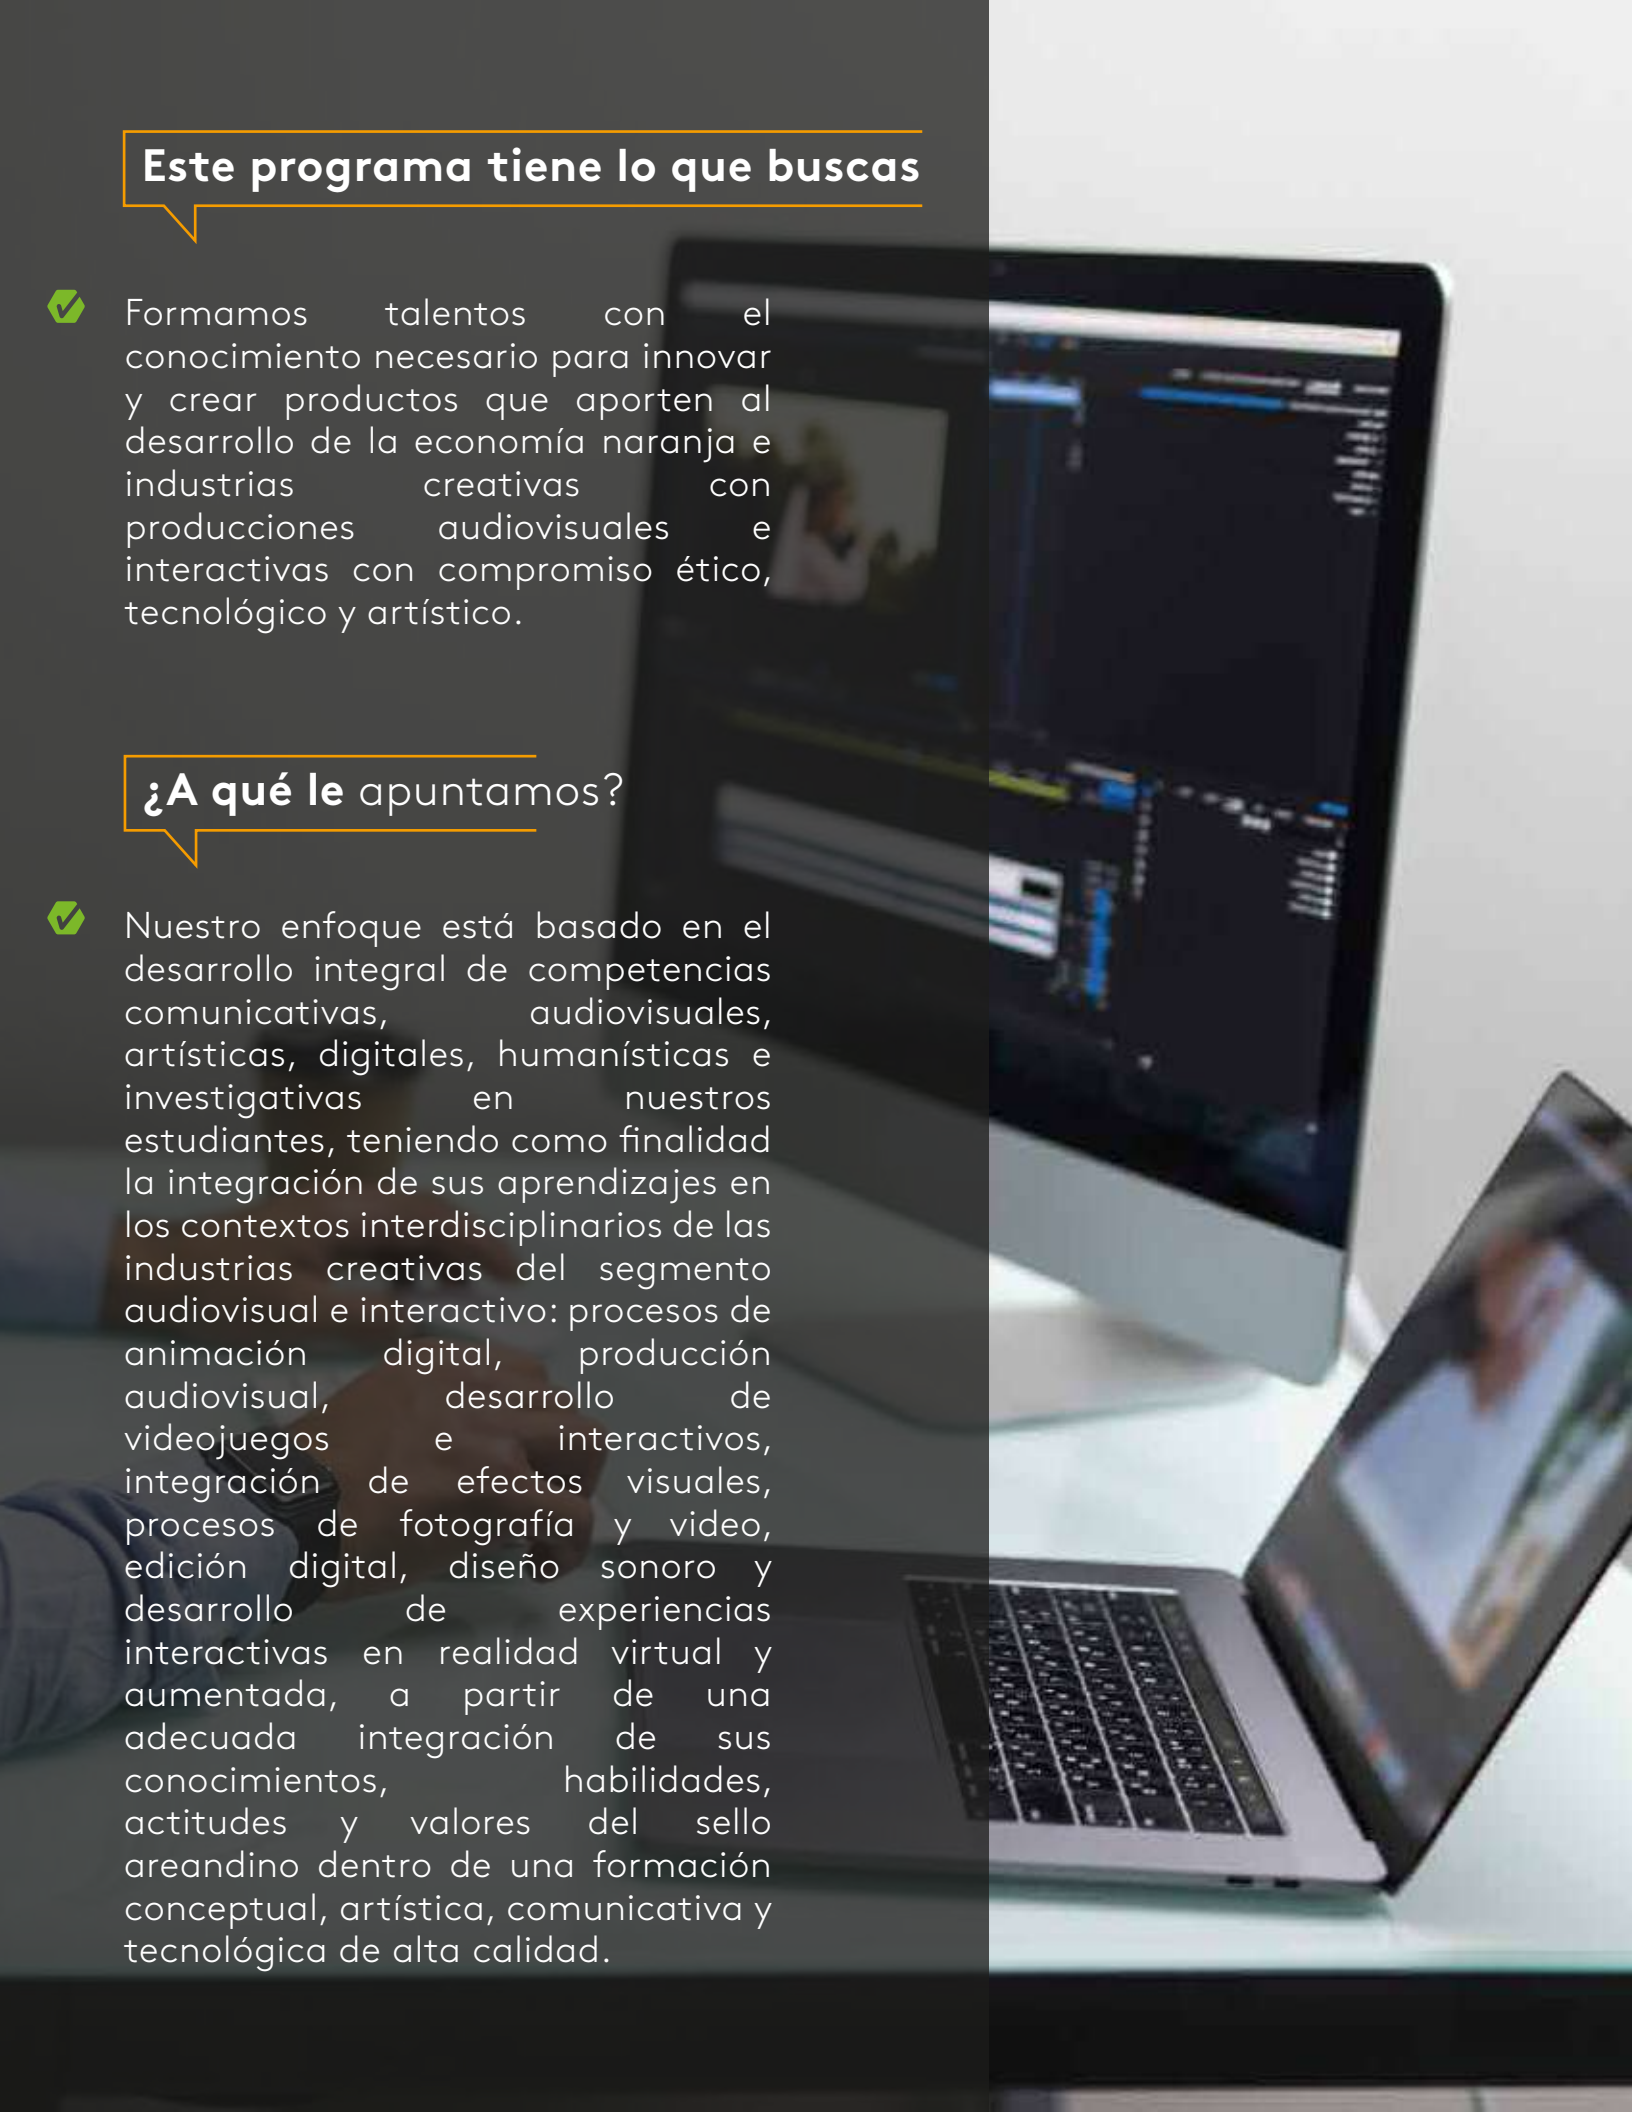 Este programa tiene lo que buscas
Formamos talentos con el
conocimiento necesario para innovar
y crear productos que aporten al
desarrollo de la economía naranja e
industrias creativas con
producciones audiovisuales e
interactivas con compromiso ético,
tecnológico y artístico.
¿A qué le apuntamos?
Nuestro enfoque está basado en el
desarrollo integral de competencias
comunicativas, audiovisuales,
artísticas, digitales, humanísticas e
investigativas en nuestros
estudiantes, teniendo como finalidad
la integración de sus aprendizajes en
los contextos interdisciplinarios de las
industrias creativas del segmento
audiovisual e interactivo: procesos de
animación digital, producción
audiovisual, desarrollo de
videojuegos e interactivos,
integración de efectos visuales,
procesos de fotografía y video,
edición digital, diseño sonoro y
desarrollo de experiencias
interactivas en realidad virtual y
aumentada, a partir de una
adecuada integración de sus
conocimientos, habilidades,
actitudes y valores del sello
areandino dentro de una formación
conceptual, artística, comunicativa y
tecnológica de alta calidad.